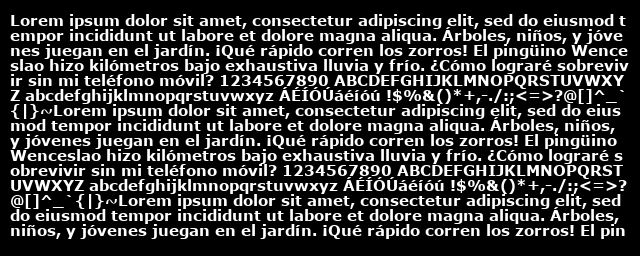 Lorem ipsum dolor sit amet, consectetur adipiscing elit, sed do eiusmod t
empor incididunt ut labore et dolore magna aliqua. Árboles, niños, y jóve
nes juegan en el jardín. ¡Qué rápido corren los zorros! El pingüino Wence
slao hizo kilómetros bajo exhaustiva lluvia y frío. ¿Cómo lograré sobreviv
ir sin mi teléfono móvil? 1234567890 ABCDEFGHIJKLMNOPQRSTUVWXY
Z abcdefghijklmnopqrstuvwxyz ÁÉÍÓÚáéíóú !$%&()*+,-./:;<=>?@[]^_`
{|}~Lorem ipsum dolor sit amet, consectetur adipiscing elit, sed do eius
mod tempor incididunt ut labore et dolore magna aliqua. Árboles, niños,
y jóvenes juegan en el jardín. ¡Qué rápido corren los zorros! El pingüino
Wenceslao hizo kilómetros bajo exhaustiva lluvia y frío. ¿Cómo lograré s
obrevivir sin mi teléfono móvil? 1234567890 ABCDEFGHIJKLMNOPQRST
UVWXYZ abcdefghijklmnopqrstuvwxyz ÁÉÍÓÚáéíóú !$%&()*+,-./:;<=>?
@[]^_`{|}~Lorem ipsum dolor sit amet, consectetur adipiscing elit, sed
do eiusmod tempor incididunt ut labore et dolore magna aliqua. Árboles,
niños, y jóvenes juegan en el jardín. ¡Qué rápido corren los zorros! El pin